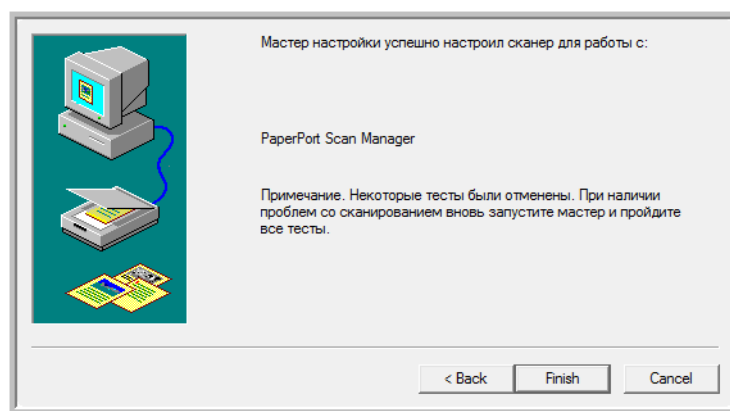 Мастер настройки успешно настроил сканер для работы с:
PaperPort Scan Manager
Примечание. Некоторые тесты были отменены. При наличии
проблем со сканированием вновь запустите мастер и пройдите
все тесты.
< Back Finish Cancel